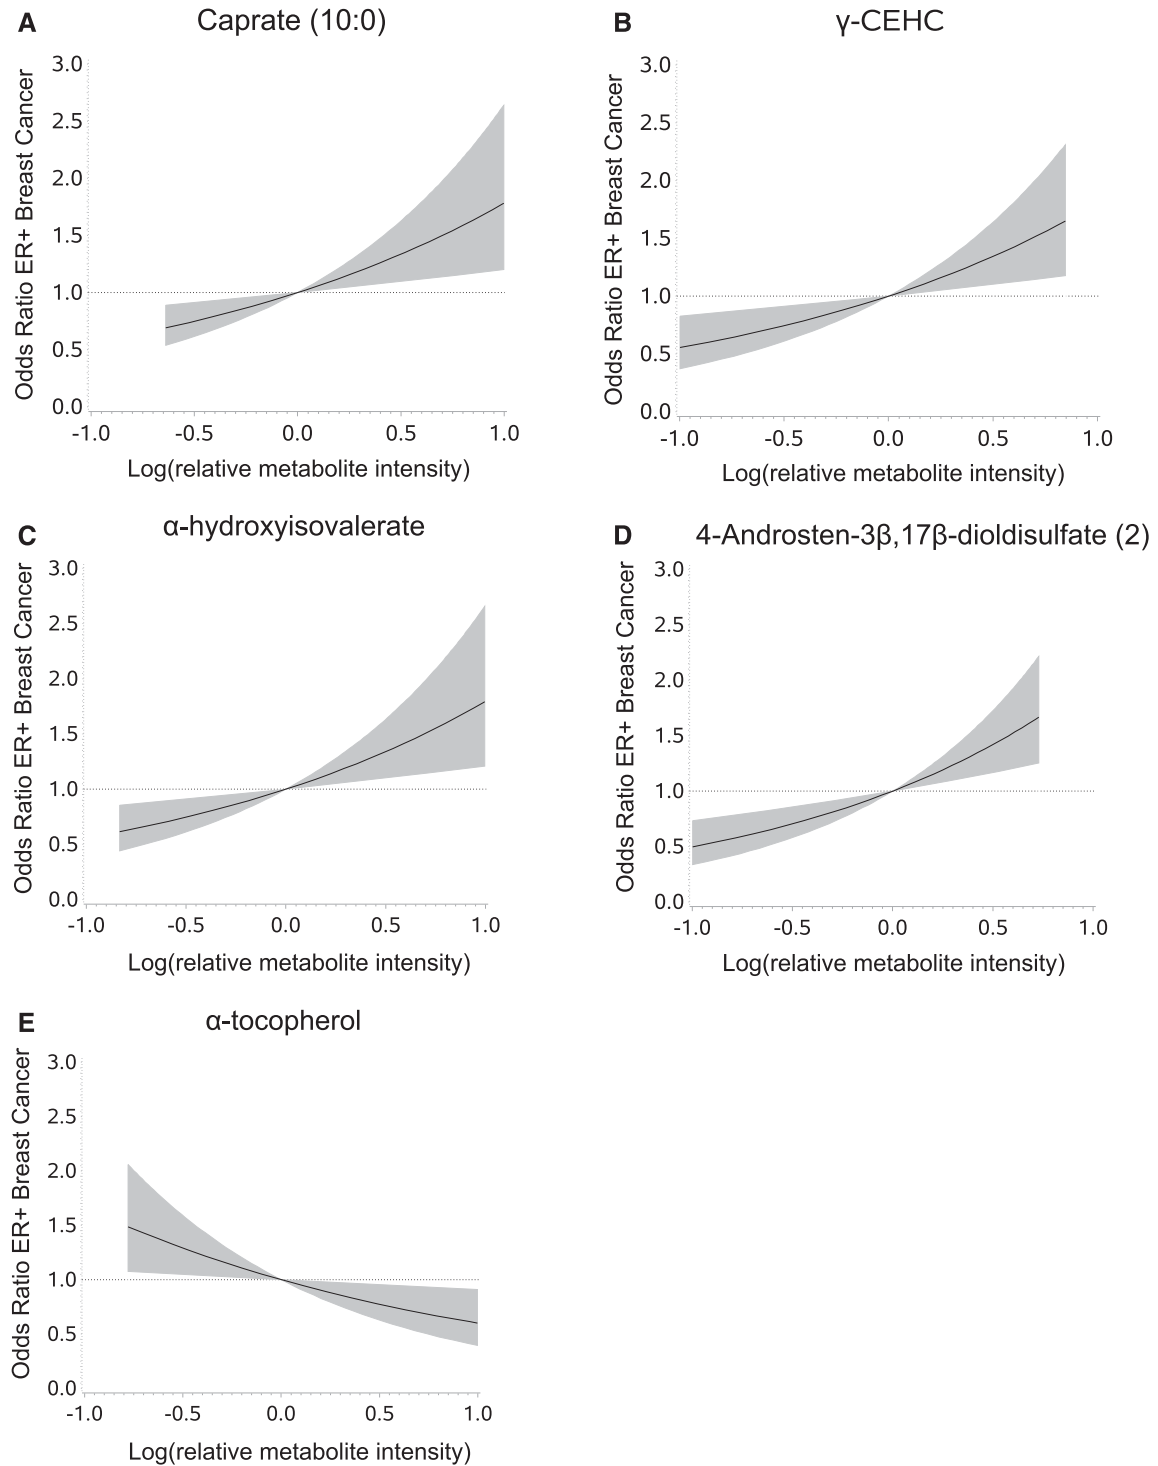 A
Caprate (10:0)
Odds Ratio ER+ Breast Cancer
3.0
2.5
2.0
1.5
1.0
0.5
0.0
-1.0 -0.5 0.0 0.5 1.0
Log(relative metabolite intensity)
B
γ-CEHC
Odds Ratio ER+ Breast Cancer
3.0
2.5
2.0
1.5
1.0
0.5
0.0
-1.0 -0.5 0.0 0.5 1.0
Log(relative metabolite intensity)
C
α-hydroxyisovalerate
Odds Ratio ER+ Breast Cancer
3.0
2.5
2.0
1.5
1.0
0.5
0.0
-1.0 -0.5 0.0 0.5 1.0
Log(relative metabolite intensity)
D
4-Androsten-3β,17β-dioldisulfate (2)
Odds Ratio ER+ Breast Cancer
3.0
2.5
2.0
1.5
1.0
0.5
0.0
-1.0 -0.5 0.0 0.5 1.0
Log(relative metabolite intensity)
E
α-tocopherol
Odds Ratio ER+ Breast Cancer
3.0
2.5
2.0
1.5
1.0
0.5
0.0
-1.0 -0.5 0.0 0.5 1.0
Log(relative metabolite intensity)